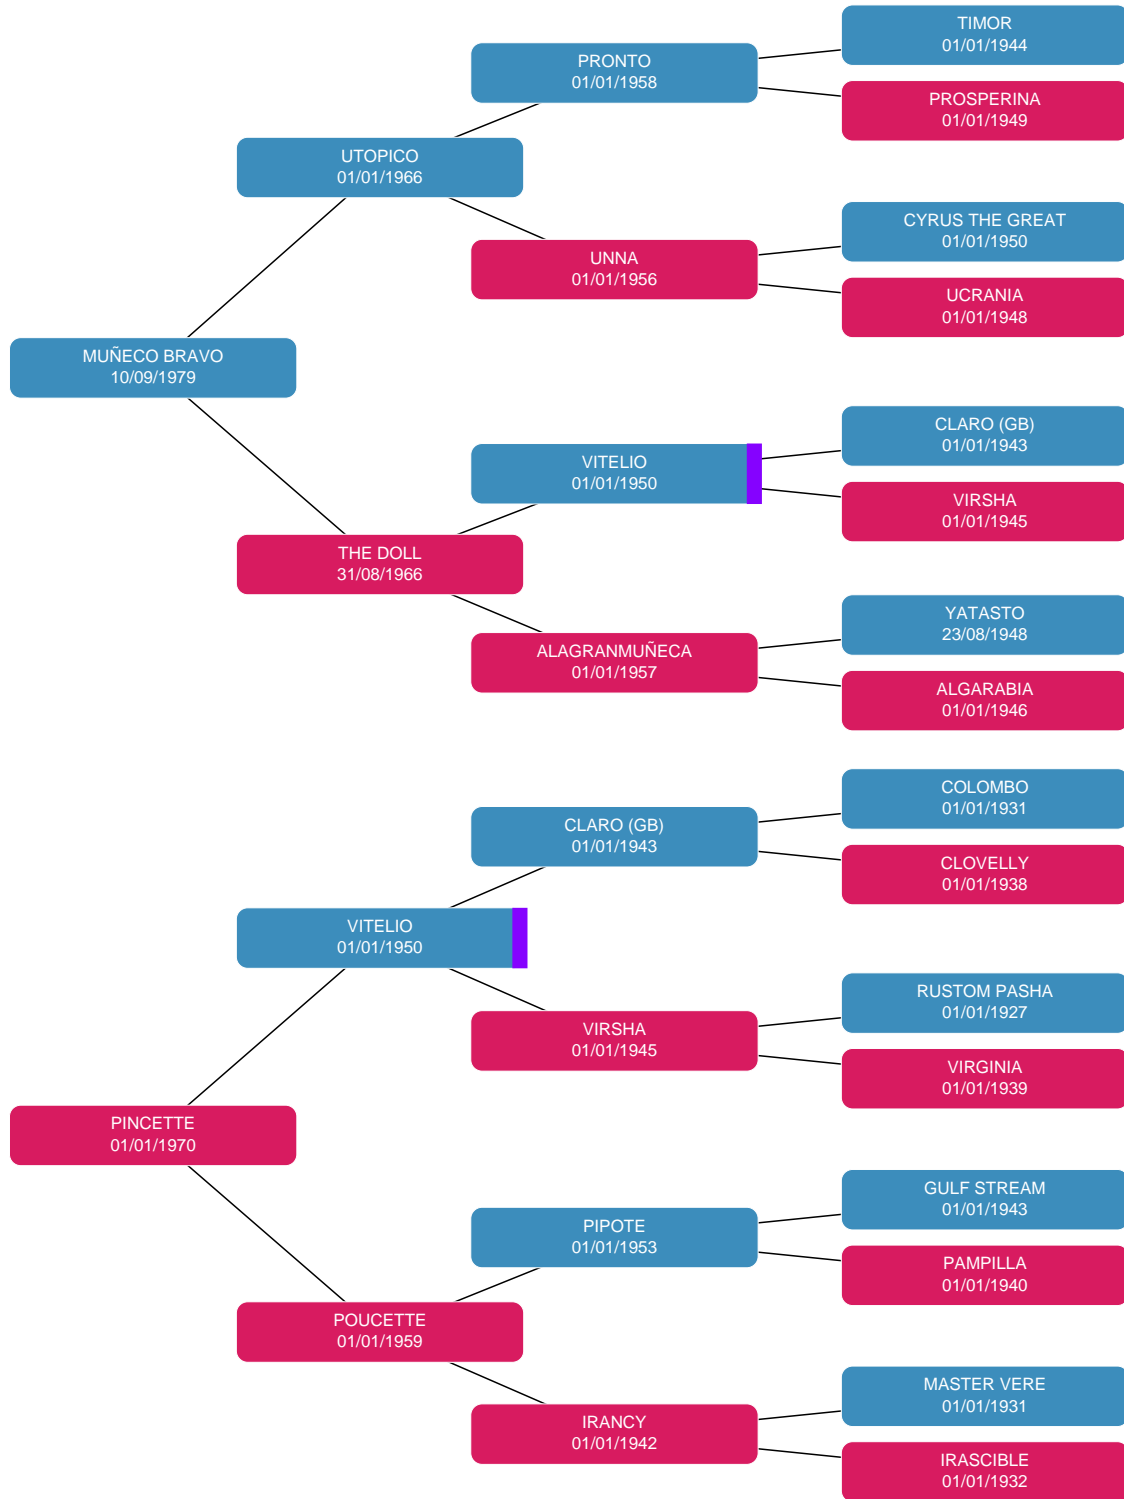 TIMOR
01/01/1944
PRONTO
01/01/1958
PROSPERINA
01/01/1949
UTOPICO
01/01/1966
CYRUS THE GREAT
01/01/1950
UNNA
01/01/1956
UCRANIA
01/01/1948
MUÑECO BRAVO
10/09/1979
CLARO (GB)
01/01/1943
VITELIO
01/01/1950
VIRSHA
01/01/1945
THE DOLL
31/08/1966
YATASTO
23/08/1948
ALAGRANMUÑECA
01/01/1957
ALGARABIA
01/01/1946
COLOMBO
01/01/1931
CLARO (GB)
01/01/1943
CLOVELLY
01/01/1938
VITELIO
01/01/1950
RUSTOM PASHA
01/01/1927
VIRSHA
01/01/1945
VIRGINIA
01/01/1939
PINCETTE
01/01/1970
GULF STREAM
01/01/1943
PIPOTE
01/01/1953
PAMPILLA
01/01/1940
POUCETTE
01/01/1959
MASTER VERE
01/01/1931
IRANCY
01/01/1942
IRASCIBLE
01/01/1932